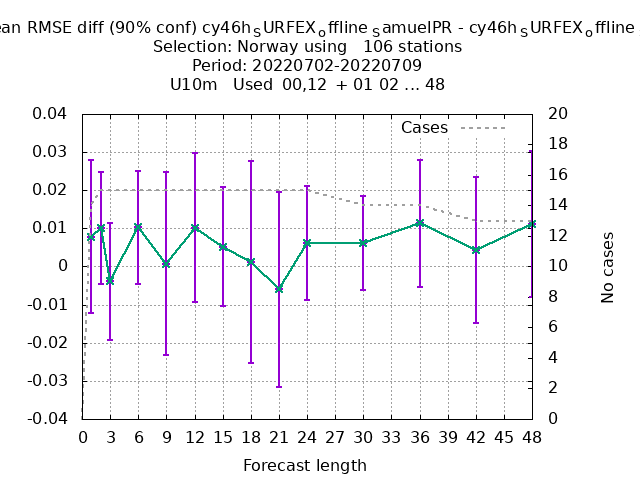 ean RMSE diff (90% conf) cy46h_SURFEX_offline_SamuelPR - cy46h_SURFEX_offline
Selection: Norway using 106 stations
Period: 20220702-20220709
U10m Used 00,12 + 01 02 ... 48
Cases
0.04
0.03
0.02
0.01
0
-0.01
-0.02
-0.03
-0.04
20
18
16
14
12
10
8
6
4
2
0
No cases
0 3 6 9 12 15 18 21 24 27 30 33 36 39 42 45 48
Forecast length